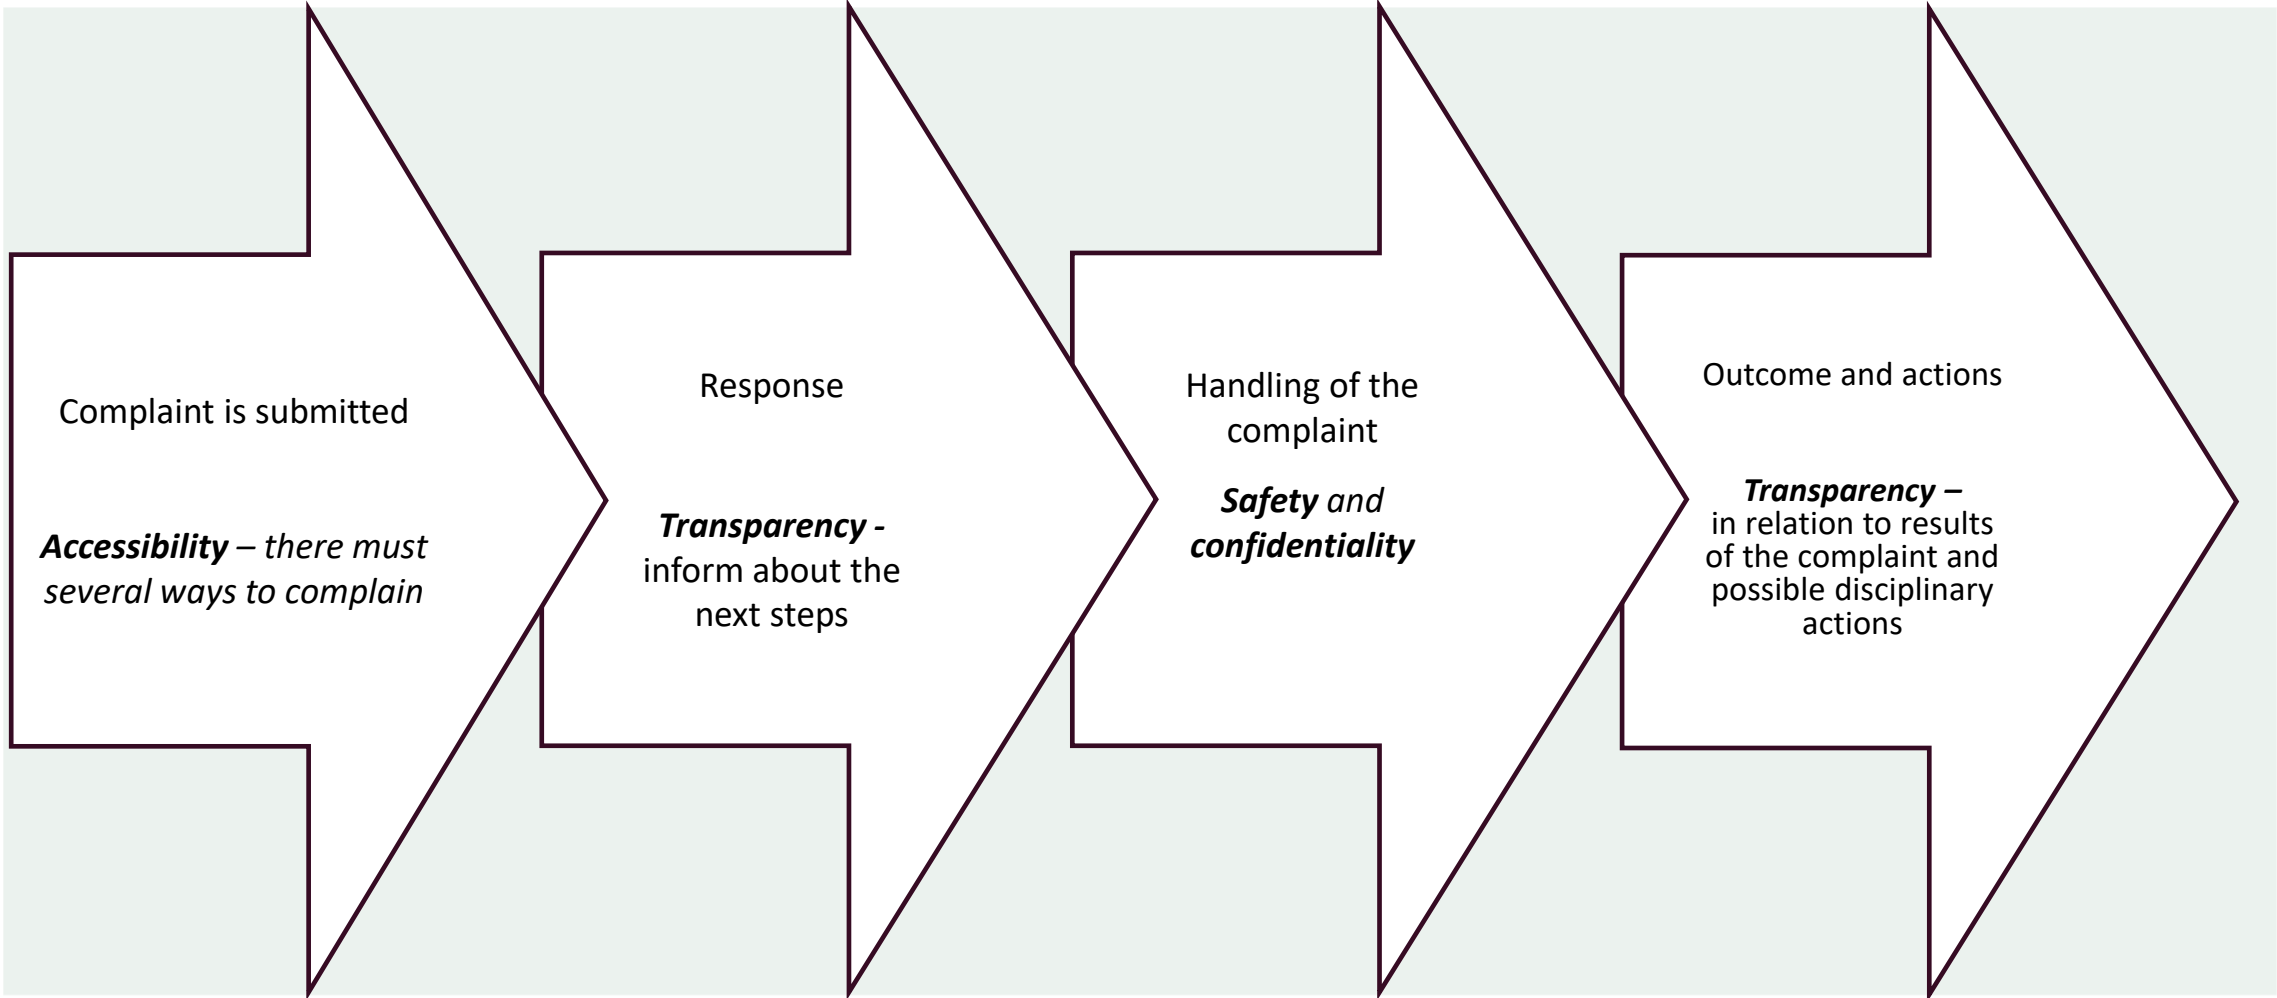 Complaint is submitted
Accessibility – there must
several ways to complain
Response
Transparency -
inform about the
next steps
Handling of the
complaint
Safety and
confidentiality
Outcome and actions
Transparency –
in relation to results
of the complaint and
possible disciplinary
actions